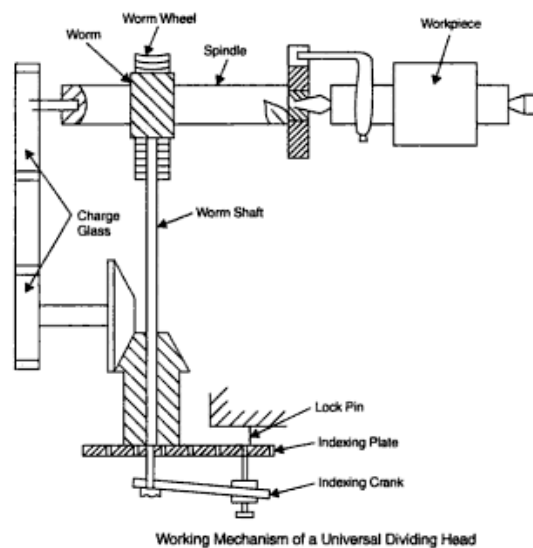 Worm Wheel
Worm
Spindle
Workpiece
Worm Shaft
Charge
Glass
Lock Pin
Indexing Plate
Indexing Crank
Working Mechanism of a Universal Dividing Head